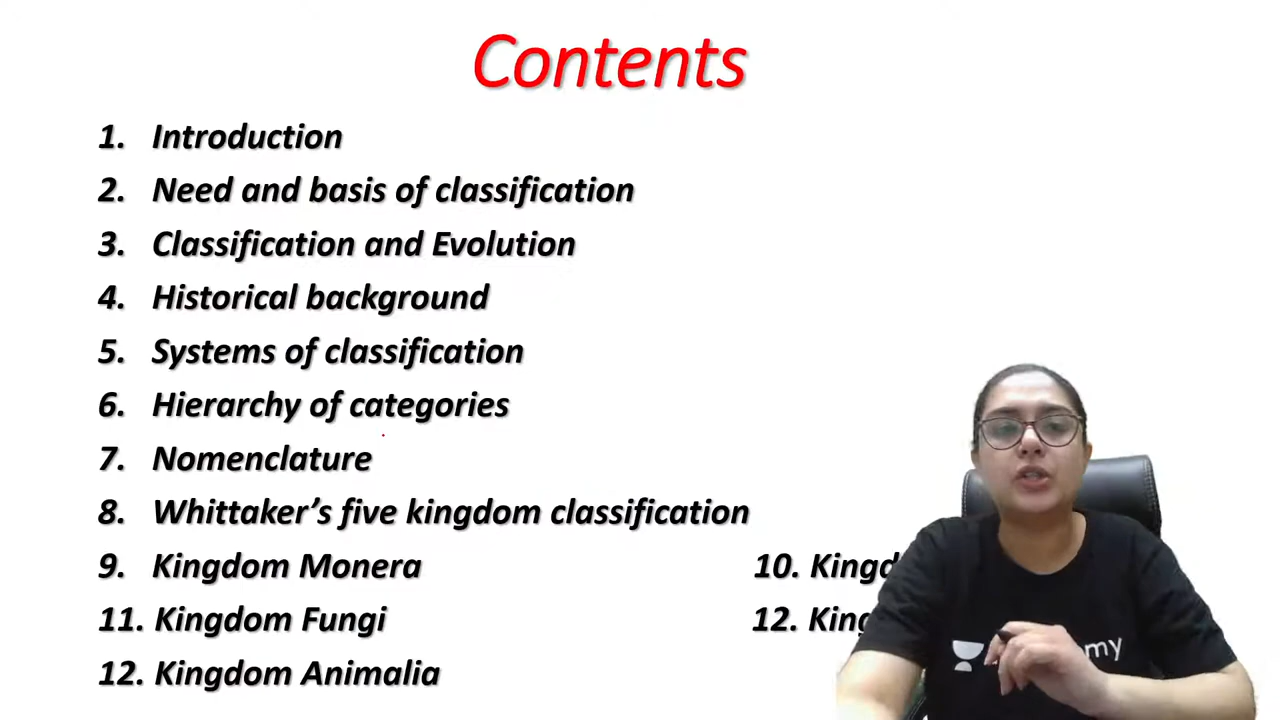 Contents
1. Introduction
2. Need and basis of classification
3. Classification and Evolution
4. Historical background
5. Systems of classification
6. Hierarchy of categories
7. Nomenclature
8. Whittaker’s five kingdom classification
9. Kingdom Monera 10.
11. Kingdom Fungi 12.
12. Kingdom Animalia